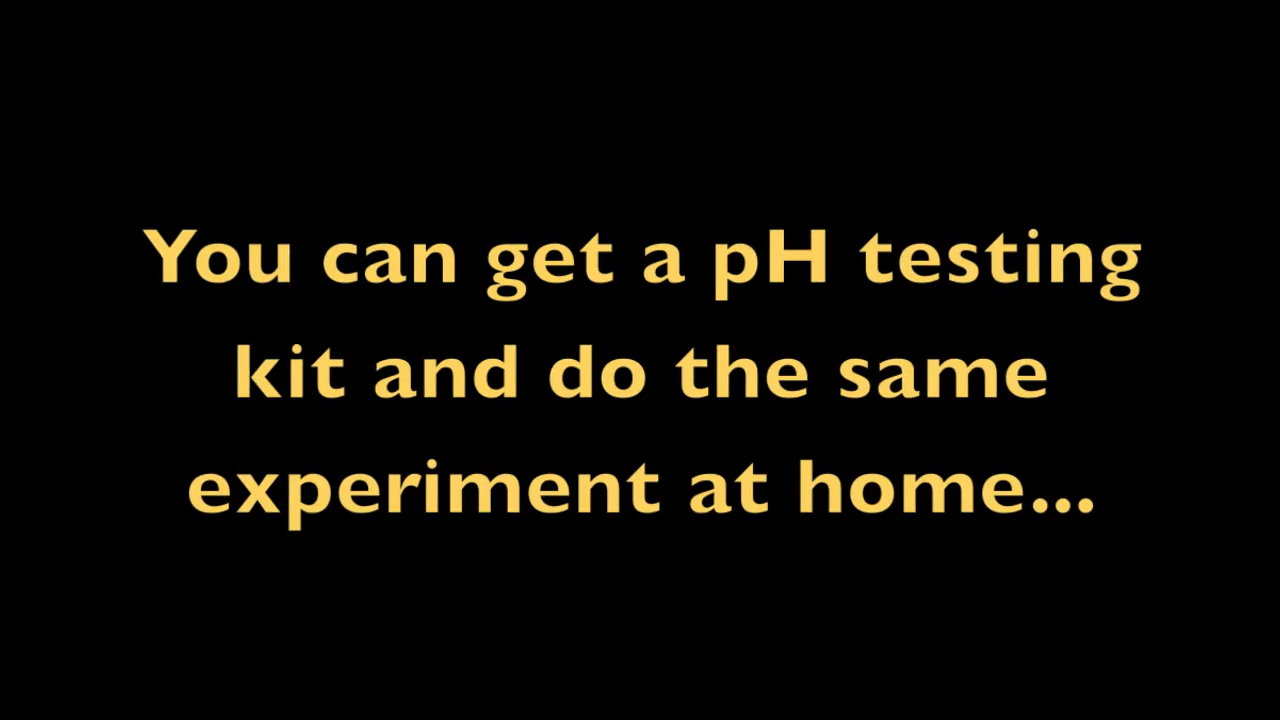 You can get a pH testing
kit and do the same
experiment at home...